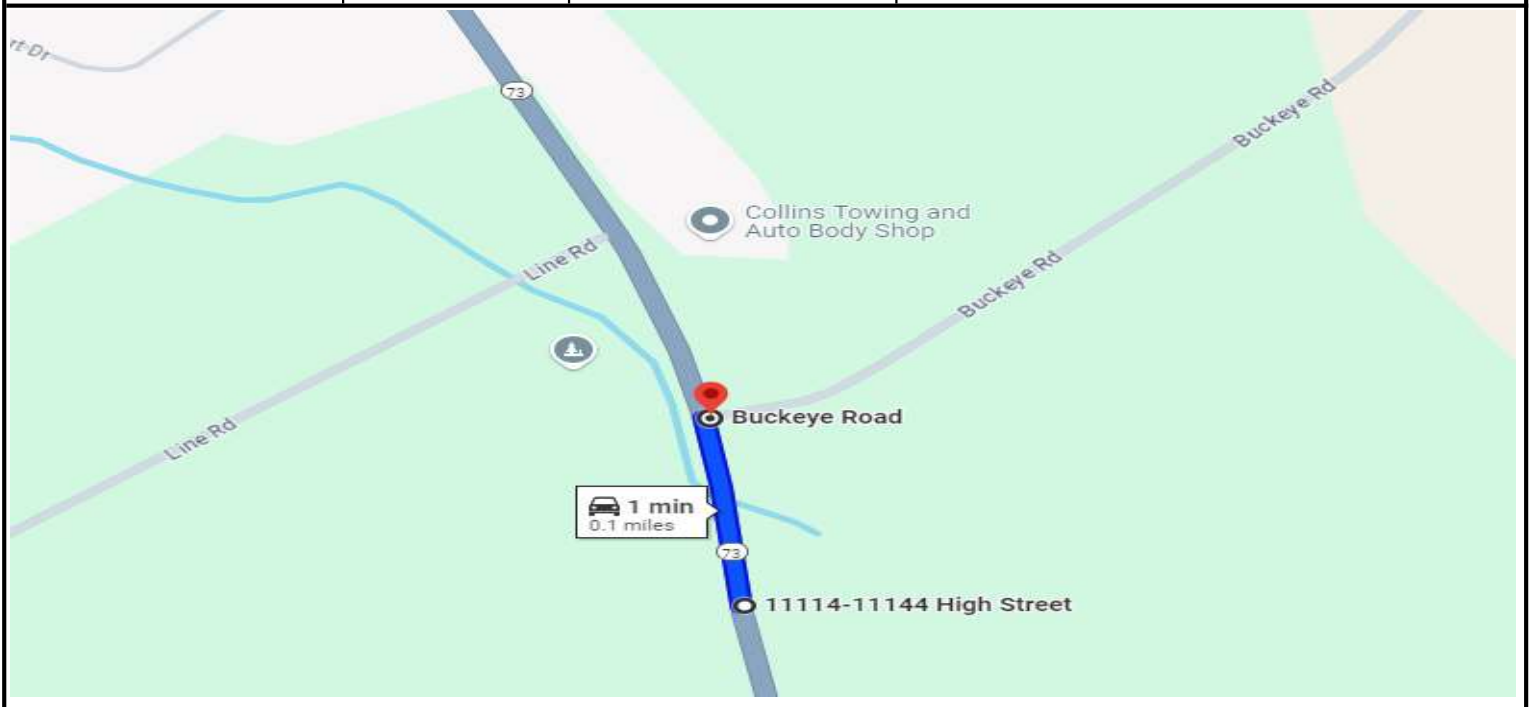 rt Dr
73
Buckeye Rd
Collins Towing and
Auto Body Shop
Line Rd
Buckeye Rd
Buckeye Road
Line Rd
1 min
0.1 miles
73
11114-11144 High Street